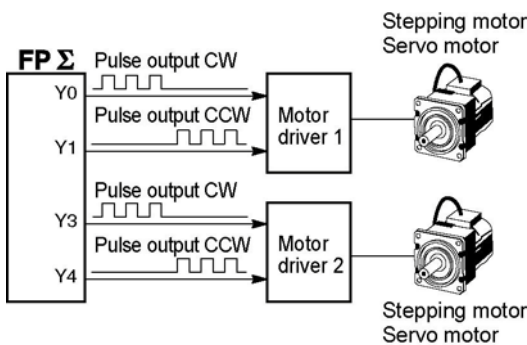 Stepping motor
Servo motor
FP Σ
Pulse output CW
Y0
Pulse output CCW
Y1
Motor
driver 1
Pulse output CW
Y3
Pulse output CCW
Y4
Motor
driver 2
Stepping motor
Servo motor